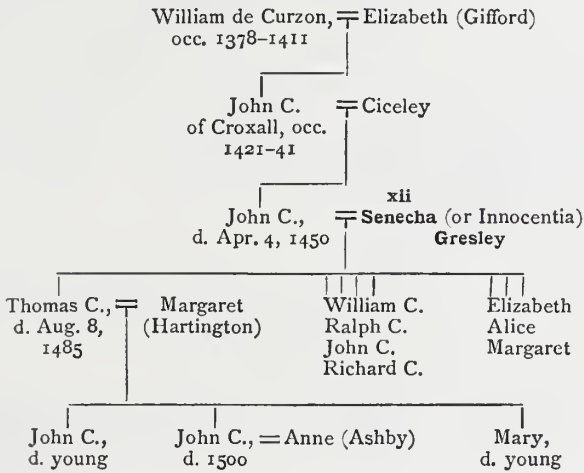 William de Curzon, = Elizabeth (Gifford)
occ. 1378–1411
John C. = Ciceley
of Croxall, occ.
1421–41
xii
John C., = Senecha (or Innocentia)
d. Apr. 4, 1450 Gresley
Thomas C., = Margaret William C. Elizabeth
d. Aug. 8, (Hartington) Ralph C. Alice
1485 John C. Margaret
Richard C.
John C., John C., = Anne (Ashby) Mary,
d. young d. 1500 d. young